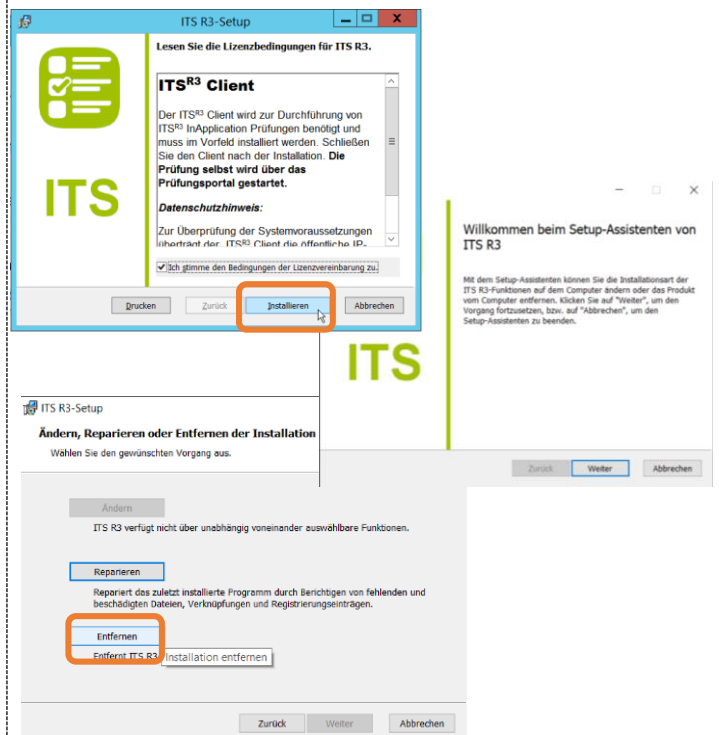 ITS R3-Setup
Lesen Sie die Lizenzbedingungen für ITS R3.
ITS
ITSR3 Client
Der ITSR3 Client wird zur Durchführung von
ITSR3 InApplication Prüfungen benötigt und
muss im Vorfeld installiert werden. Schließen
Sie den Client nach der Installation. Die
Prüfung selbst wird über das
Prüfungsportal gestartet.
Datenschutzhinweis:
Zur Überprüfung der Systemvoraussetzungen
überträgt der ITSR3 Client die öffentliche IP-
Ich stimme den Bedingungen der Lizenzvereinbarung zu.
Drucken
Zurück
Installieren
Abbrechen
Willkommen beim Setup-Assistenten von
ITS R3
Mit dem Setup-Assistenten können Sie die Installationsart der
ITS R3-Funktionen auf dem Computer ändern oder das Produkt
vom Computer entfernen. Klicken Sie auf "Weiter", um den
Vorgang fortzusetzen, bzw. auf "Abbrechen", um den
Setup-Assistenten zu beenden.
ITS
Zurück
Weiter
Abbrechen
ITS R3-Setup
Ändern, Reparieren oder Entfernen der Installation
Wählen Sie den gewünschten Vorgang aus.
Ändern
ITS R3 verfügt nicht über unabhängig voneinander auswählbare Funktionen.
Reparieren
Repariert das zuletzt installierte Programm durch Berichtigen von fehlenden und
beschädigten Dateien, Verknüpfungen und Registrierungseinträgen.
Entfernen
Entfernt ITS R3
Installation entfernen
Zurück
Weiter
Abbrechen